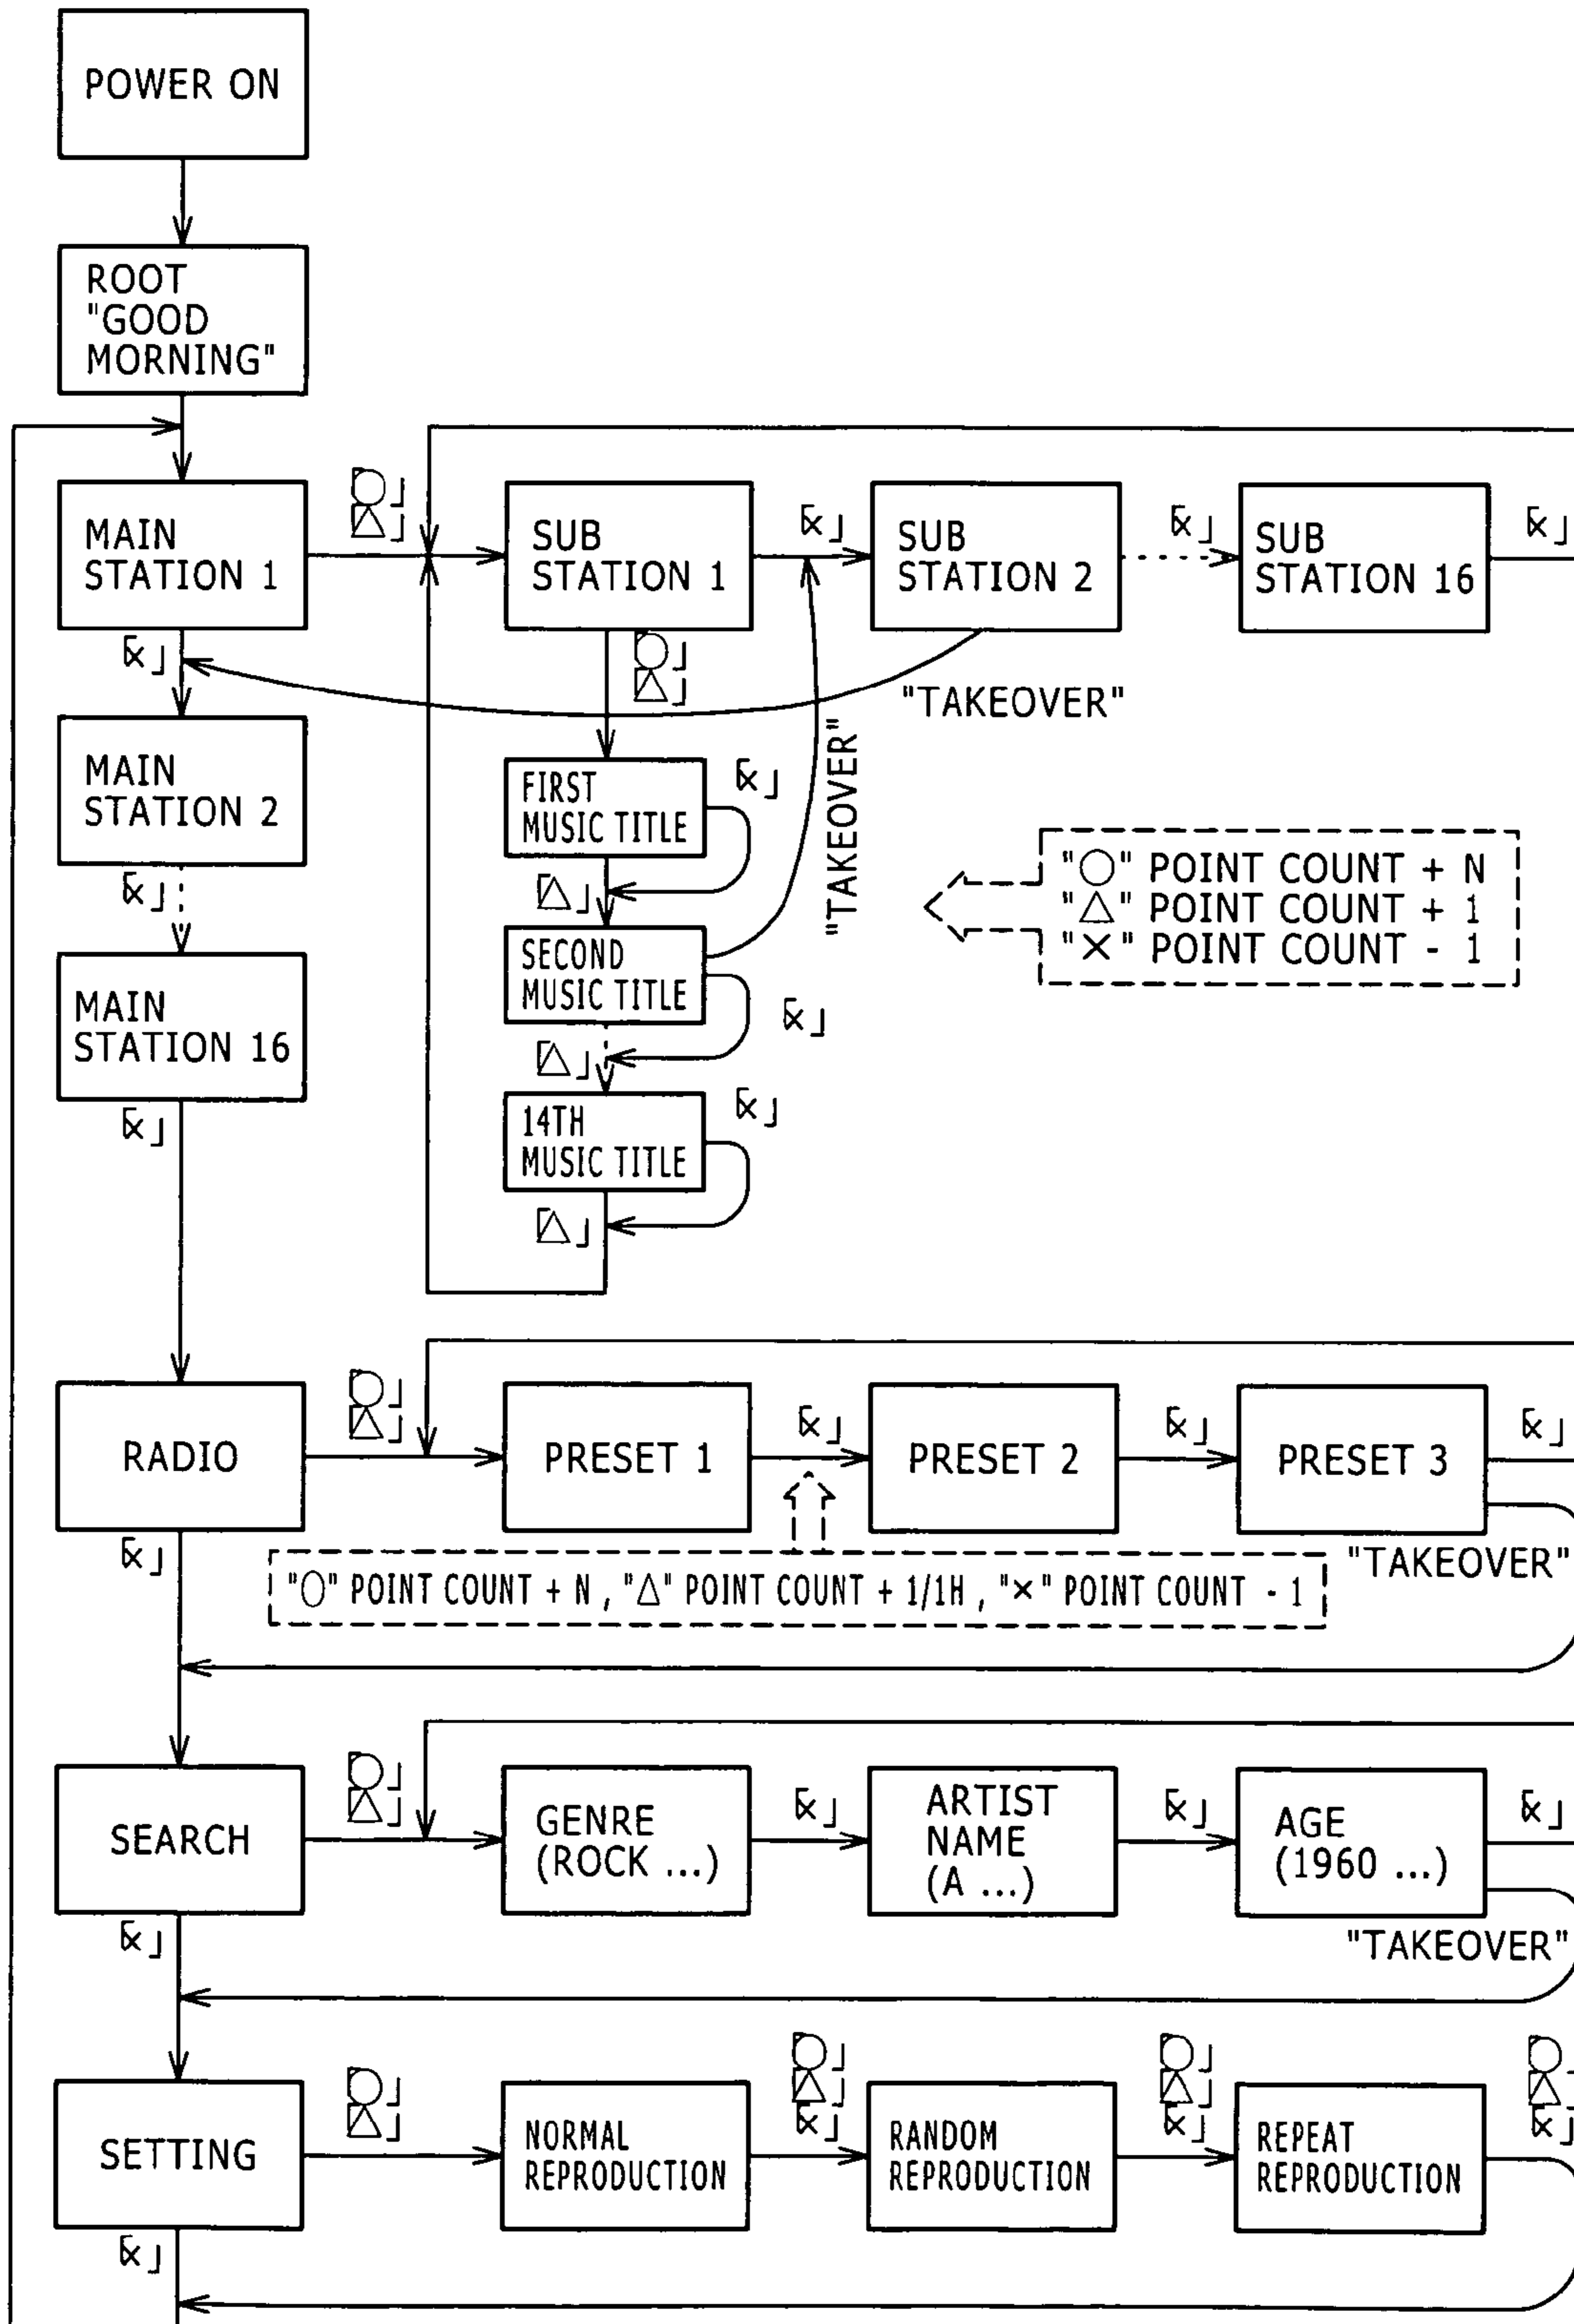 POWER ON
ROOT
"GOOD
MORNING"
「○」
「△」
MAIN
STATION 1
SUB
STATION 1
「×」
SUB
STATION 2
「×」
SUB
STATION 16
「×」
「×」
「○」
「△」
"TAKEOVER"
MAIN
STATION 2
FIRST
MUSIC TITLE
「×」
"TAKEOVER"
"○" POINT COUNT + N
"△" POINT COUNT + 1
"×" POINT COUNT - 1
「×」
「△」
SECOND
MUSIC TITLE
「×」
MAIN
STATION 16
「△」
14TH
MUSIC TITLE
「×」
「×」
「△」
「○」
「△」
RADIO
PRESET 1
「×」
PRESET 2
「×」
PRESET 3
「×」
「×」
"TAKEOVER"
"○" POINT COUNT + N , "△" POINT COUNT + 1/1H , "×" POINT COUNT - 1
「○」
「△」
SEARCH
GENRE
(ROCK ...)
「×」
ARTIST
NAME
(A ...)
「×」
AGE
(1960 ...)
「×」
「×」
"TAKEOVER"
「○」
「△」
SETTING
NORMAL
REPRODUCTION
「○」
「△」
「×」
RANDOM
REPRODUCTION
「○」
「△」
「×」
REPEAT
REPRODUCTION
「○」
「△」
「×」
「×」